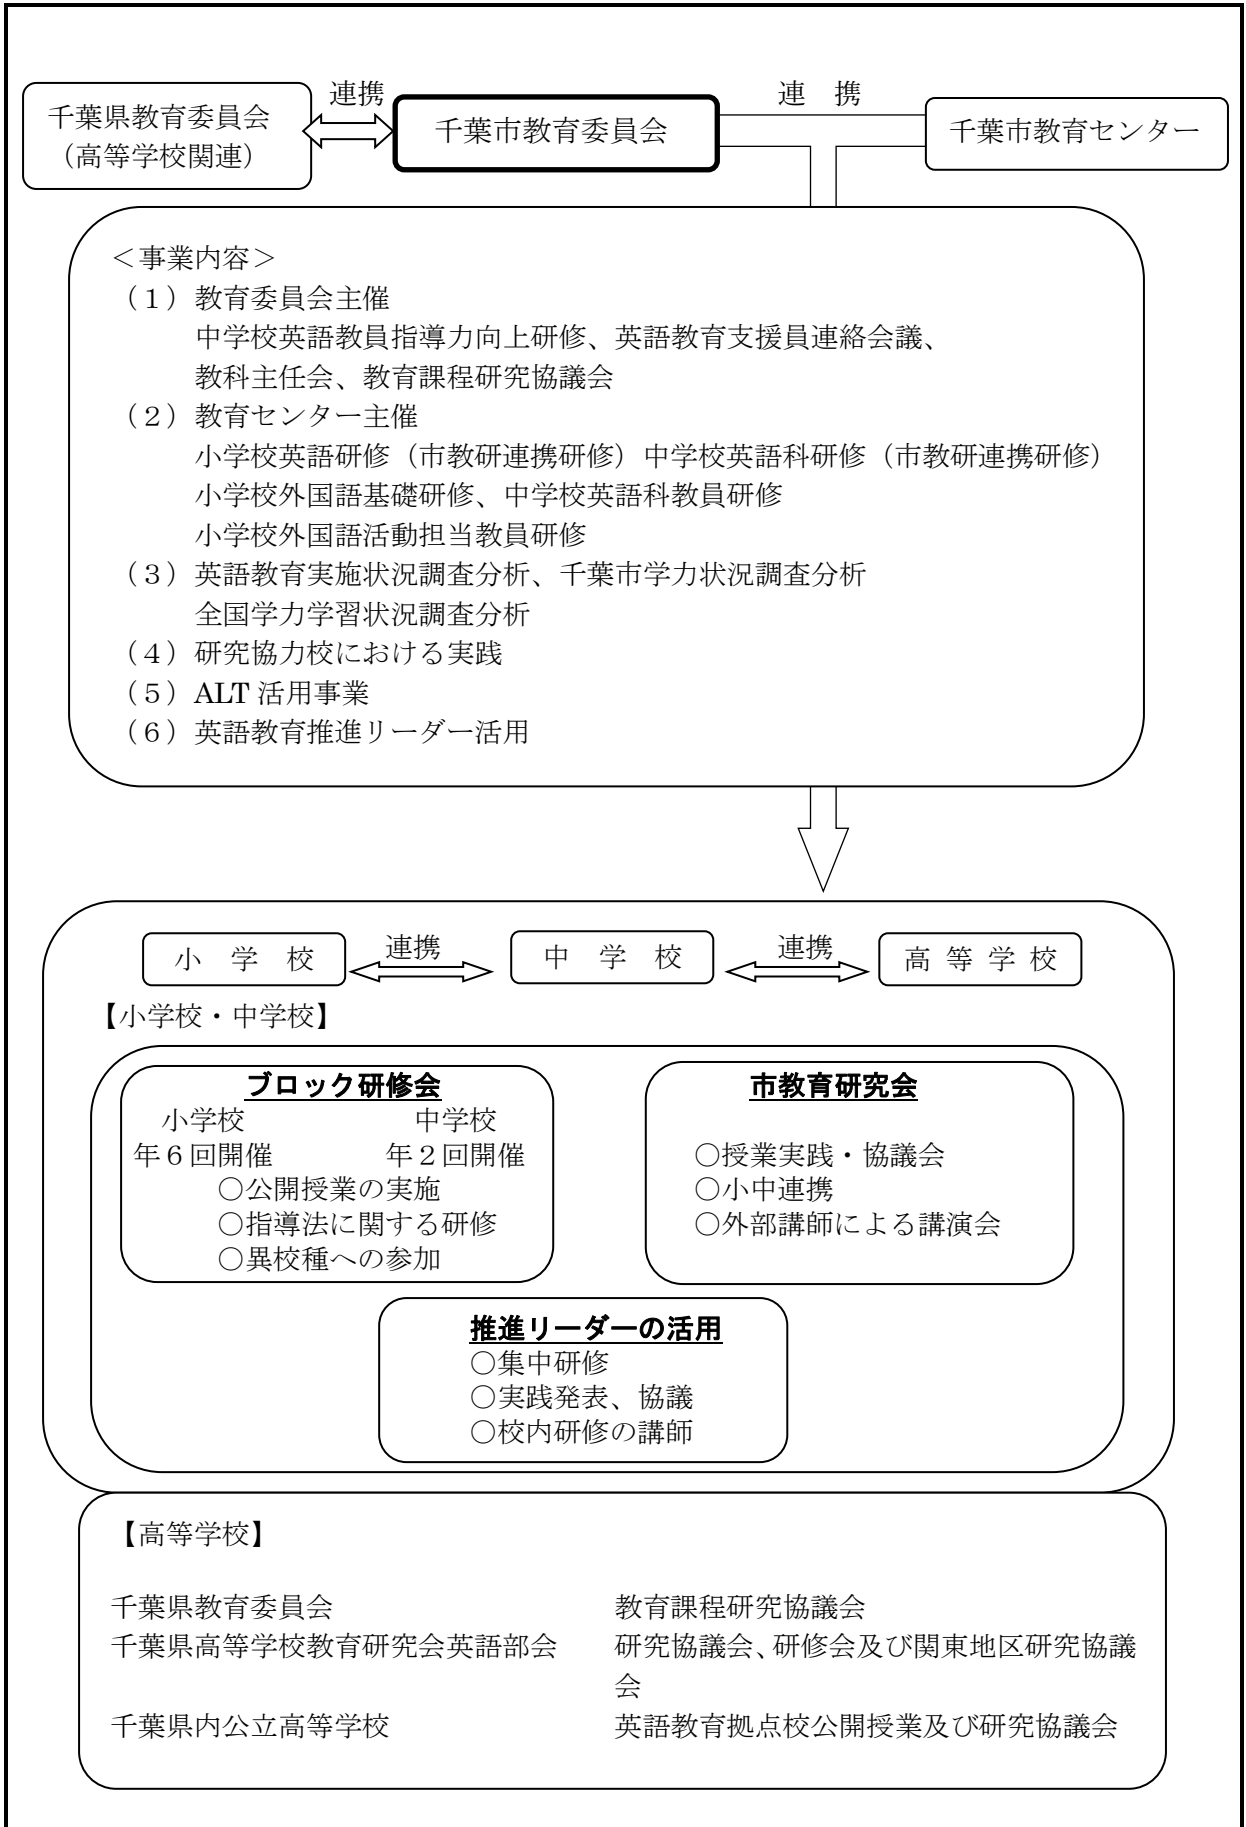 連携
連　携
千葉県教育委員会
（高等学校関連）
千葉市教育委員会
千葉市教育センター
＜事業内容＞
（１）教育委員会主催
中学校英語教員指導力向上研修、英語教育支援員連絡会議、
教科主任会、教育課程研究協議会
（２）教育センター主催
小学校英語研修（市教研連携研修）中学校英語科研修（市教研連携研修）
小学校外国語基礎研修、中学校英語科教員研修
小学校外国語活動担当教員研修
（３）英語教育実施状況調査分析、千葉市学力状況調査分析
全国学力学習状況調査分析
（４）研究協力校における実践
（５）ALT 活用事業
（６）英語教育推進リーダー活用
小　学　校
連携
中　学　校
連携
高 等 学 校
【小学校・中学校】
ブロック研修会
小学校　中学校
年６回開催　年２回開催
○公開授業の実施
○指導法に関する研修
○異校種への参加
市教育研究会
○授業実践・協議会
○小中連携
○外部講師による講演会
推進リーダーの活用
○集中研修
○実践発表、協議
○校内研修の講師
【高等学校】
千葉県教育委員会　教育課程研究協議会
千葉県高等学校教育研究会英語部会　研究協議会、研修会及び関東地区研究協議
会
千葉県内公立高等学校　英語教育拠点校公開授業及び研究協議会